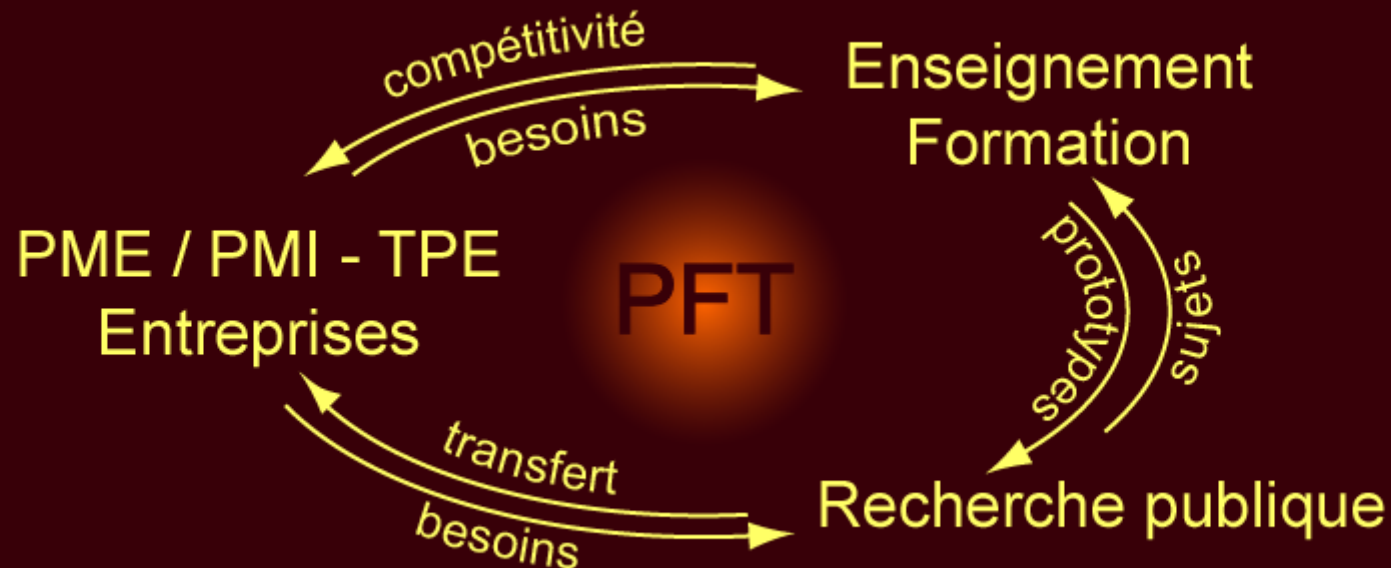 compétitivité
besoins
Enseignement
Formation
PME / PMI - TPE
Entreprises
PFT
prototypes
sujets
transfert
besoins
Recherche publique